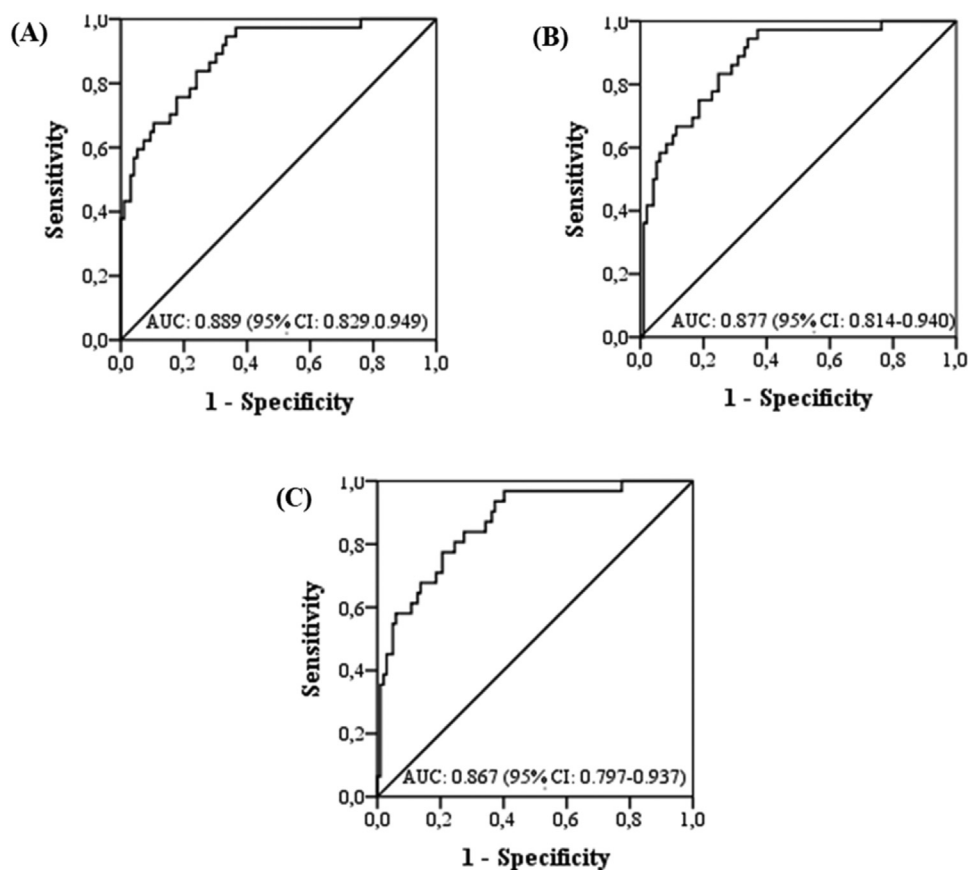 (A)
1,0
0,8
0,6
0,4
0,2
0,0
Sensitivity
AUC: 0.889 (95% CI: 0.829.0.949)
0,0 0,2 0,4 0,6 0,8 1,0
1 - Specificity
(B)
1,0
0,8
0,6
0,4
0,2
0,0
Sensitivity
AUC: 0.877 (95% CI: 0.814-0.940)
0,0 0,2 0,4 0,6 0,8 1,0
1 - Specificity
(C)
1,0
0,8
0,6
0,4
0,2
0,0
Sensitivity
AUC: 0.867 (95% CI: 0.797-0.937)
0,0 0,2 0,4 0,6 0,8 1,0
1 - Specificity